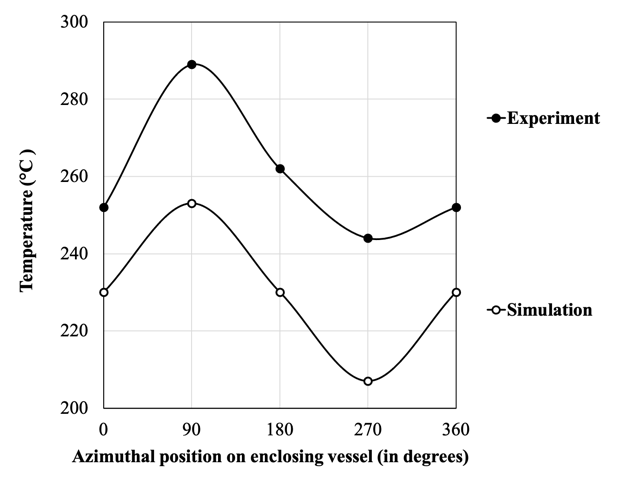 300
280
260
240
220
200
Temperature (°C )
0 90 180 270 360
Azimuthal position on enclosing vessel (in degrees)
Experiment
Simulation